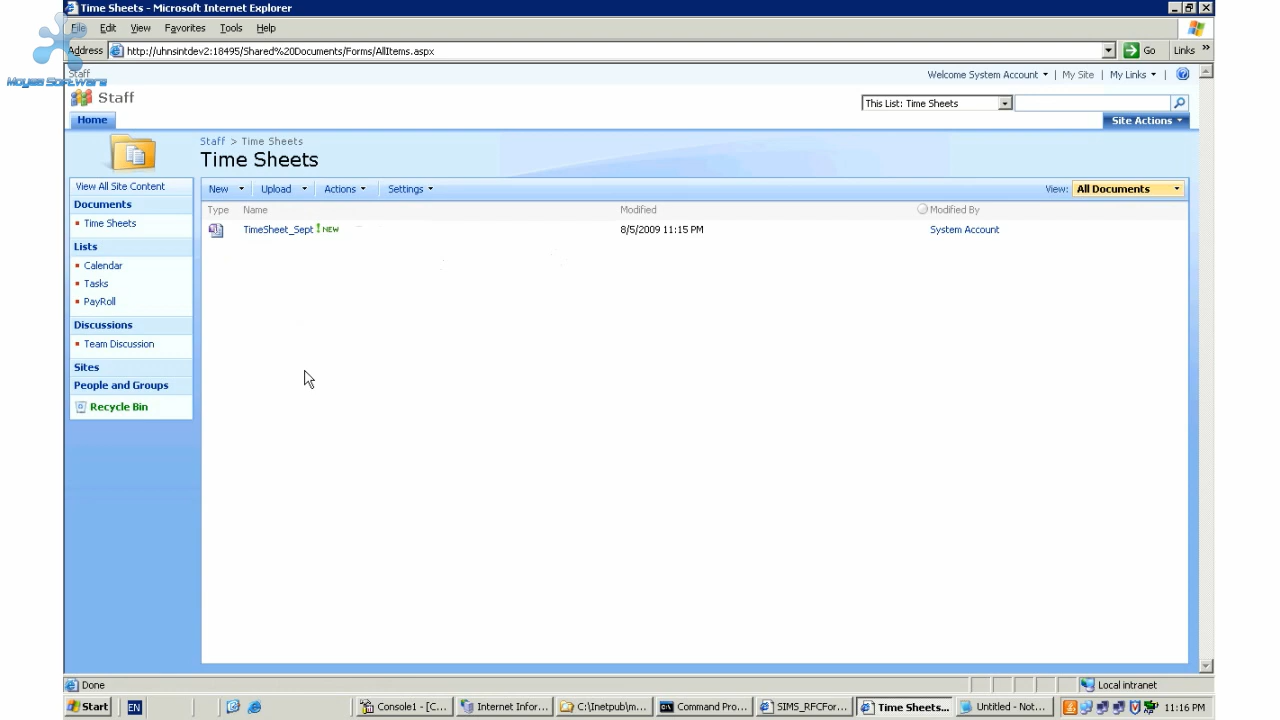 Time Sheets - Microsoft Internet Explorer
File Edit View Favorites Tools Help
Address http://uhnsintdev2:18495/Shared%20Documents/Forms/AllItems.aspx Go Links »
Moyea Software
Staff Welcome System Account | My Site | My Links |
Staff This List: Time Sheets
Home Site Actions
Staff > Time Sheets
Time Sheets
View All Site Content New Upload Actions Settings View: All Documents
Documents Type Name Modified Modified By
Time Sheets TimeSheet_Sept ! NEW 8/5/2009 11:15 PM System Account
Lists
Calendar
Tasks
PayRoll
Discussions
Team Discussion
Sites
People and Groups
Recycle Bin
Done Local intranet
Start EN Console1 - [C... Internet Infor... C:\Inetpub\m... Command Pro... SIMS_RFCFor... Time Sheets... Untitled - Not... 11:16 PM